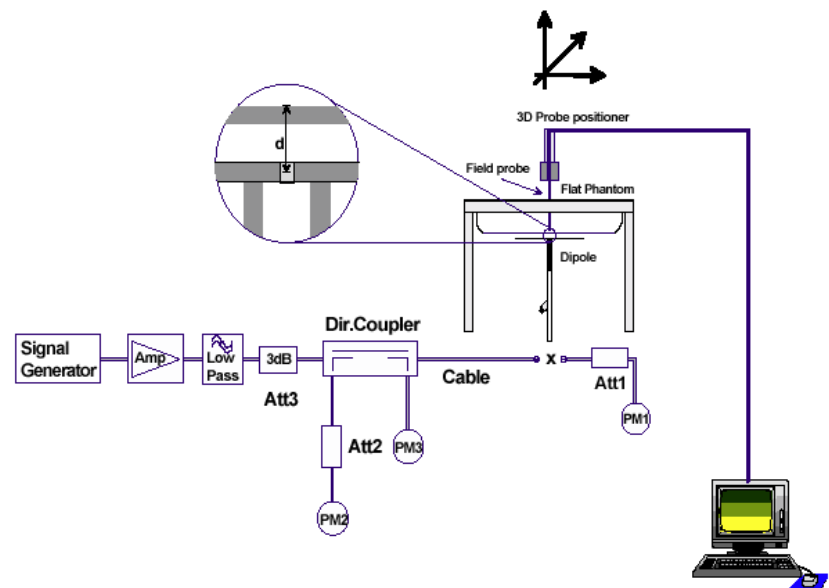 3D Probe positioner
d
Field probe
Flat Phantom
Dipole
Dir.Coupler
Signal
Generator
Amp
Low
Pass
3dB
Cable
x
Att1
Att3
PM1
Att2
PM3
PM2